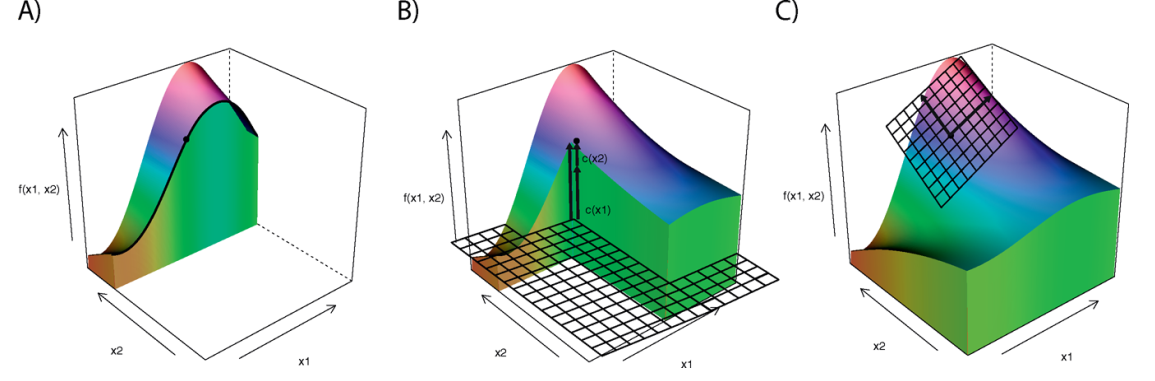 A)
B)
C)
f(x1, x2)
x2
x1
f(x1, x2)
c(x2)
c(x1)
x2
x1
f(x1, x2)
x2
x1